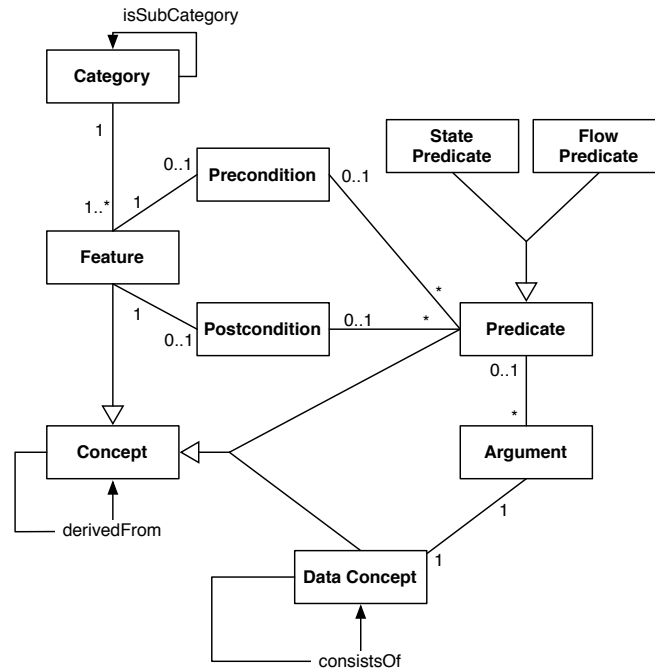 isSubCategory
Category
1
1..*
State
Predicate
Flow
Predicate
0..1
Precondition
0..1
1
*
Feature
1
0..1
Postcondition
0..1
*
Predicate
0..1
*
Concept
Argument
derivedFrom
1
1
Data Concept
consistsOf